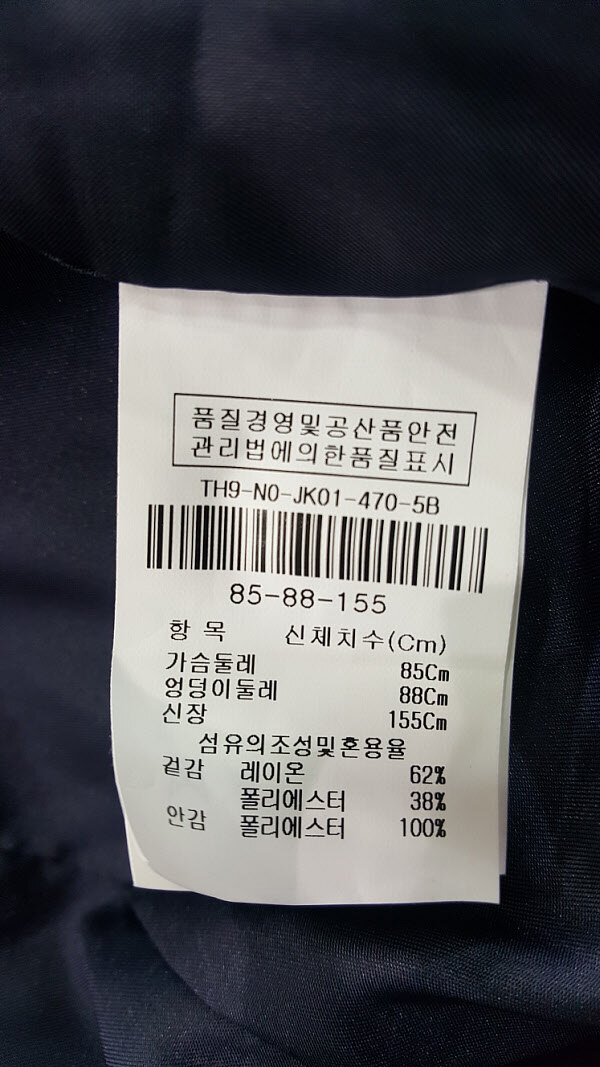 품질경영및공산품안전
관리법에의한품질표시
TH9-N0-JK01-470-5B
85-88-155
항 목 신체치수(Cm)
가슴둘레 85Cm
엉덩이둘레 88Cm
신장 155Cm
섬유의조성및혼용율
겉감 레이온 62%
폴리에스터 38%
안감 폴리에스터 100%